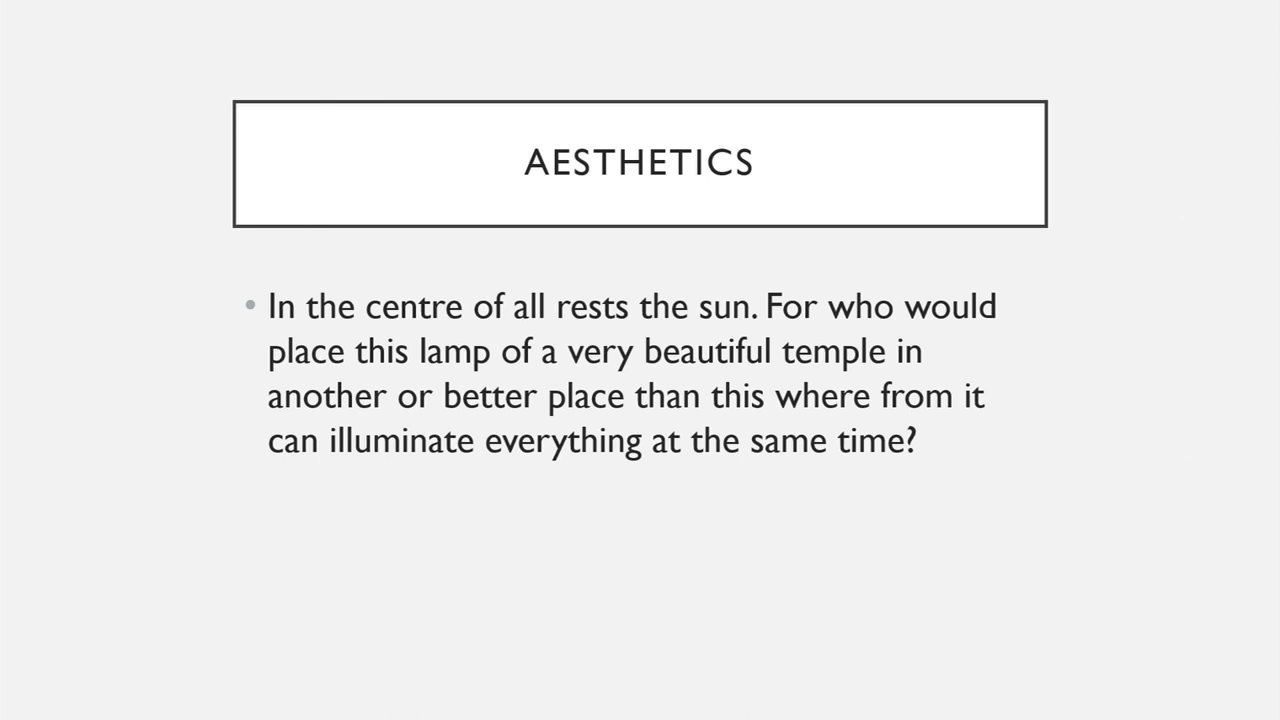 AESTHETICS
• In the centre of all rests the sun. For who would
place this lamp of a very beautiful temple in
another or better place than this where from it
can illuminate everything at the same time?